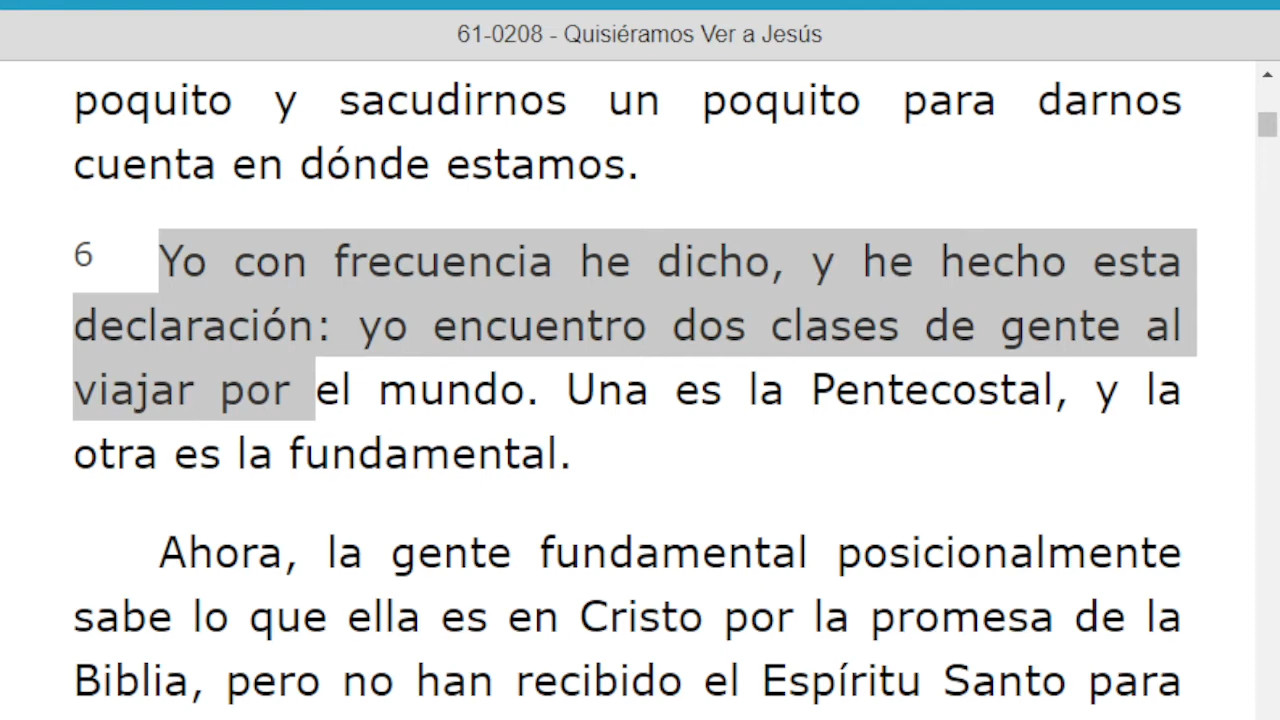 61-0208 - Quisiéramos Ver a Jesús
poquito y sacudirnos un poquito para darnos
cuenta en dónde estamos.
6 Yo con frecuencia he dicho, y he hecho esta
declaración: yo encuentro dos clases de gente al
viajar por el mundo. Una es la Pentecostal, y la
otra es la fundamental.
Ahora, la gente fundamental posicionalmente
sabe lo que ella es en Cristo por la promesa de la
Biblia, pero no han recibido el Espíritu Santo para